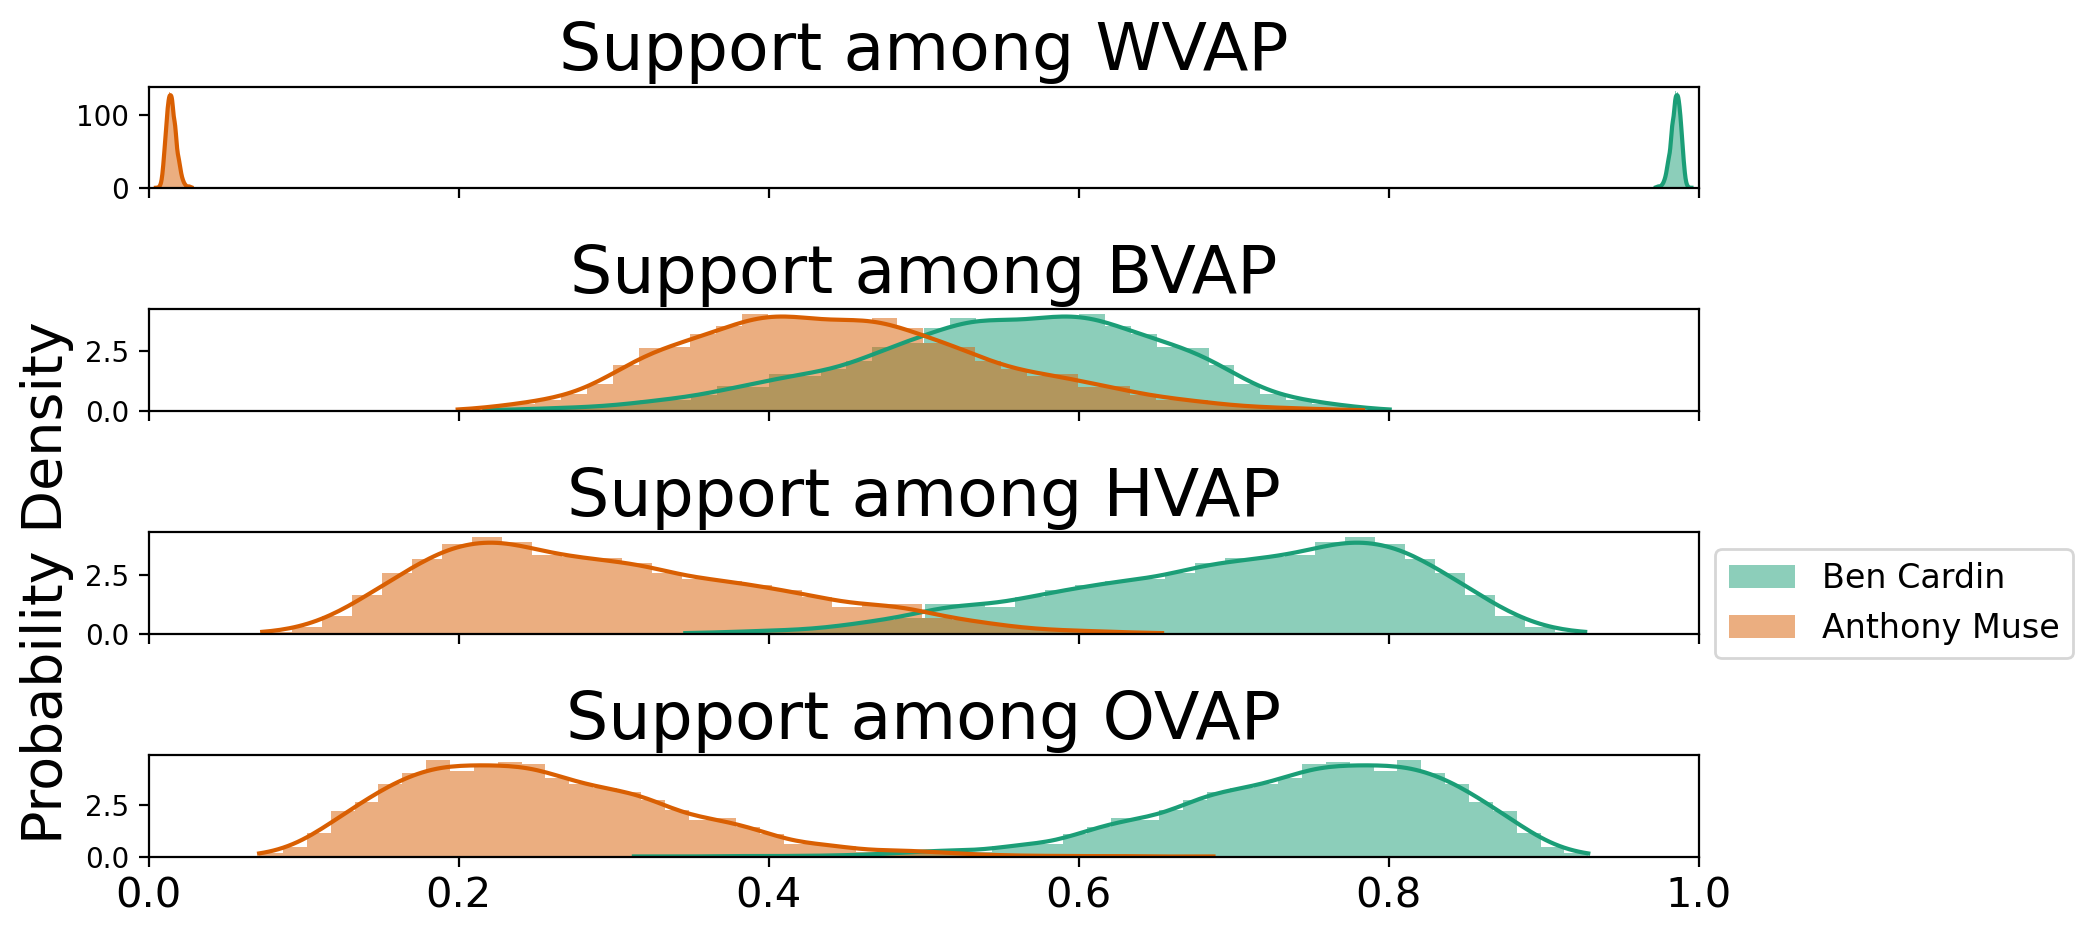 Support among WVAP
100
0
Support among BVAP
2.5
0.0
Support among HVAP
2.5
0.0
Support among OVAP
2.5
0.0
0.0 0.2 0.4 0.6 0.8 1.0
Probability Density
Ben Cardin
Anthony Muse